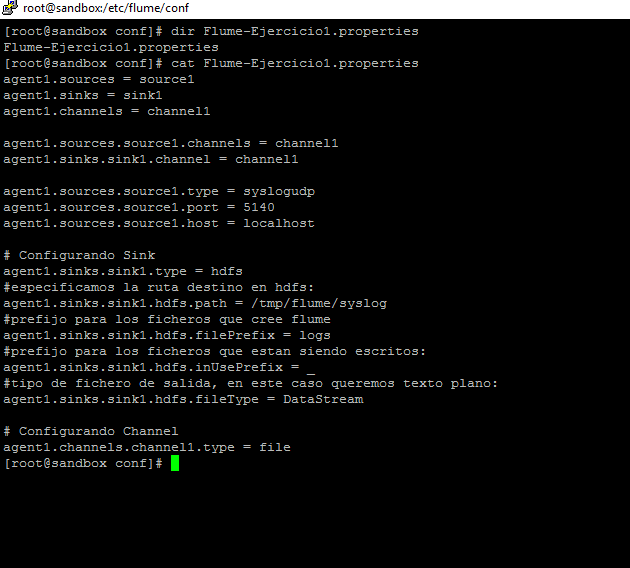 root@sandbox:/etc/flume/conf
[root@sandbox conf]# dir Flume-Ejercicio1.properties
Flume-Ejercicio1.properties
[root@sandbox conf]# cat Flume-Ejercicio1.properties
agent1.sources = source1
agent1.sinks = sink1
agent1.channels = channel1
agent1.sources.source1.channels = channel1
agent1.sinks.sink1.channel = channel1
agent1.sources.source1.type = syslogudp
agent1.sources.source1.port = 5140
agent1.sources.source1.host = localhost
# Configurando Sink
agent1.sinks.sink1.type = hdfs
#especificamos la ruta destino en hdfs:
agent1.sinks.sink1.hdfs.path = /tmp/flume/syslog
#prefijo para los ficheros que cree flume
agent1.sinks.sink1.hdfs.filePrefix = logs
#prefijo para los ficheros que estan siendo escritos:
agent1.sinks.sink1.hdfs.inUsePrefix = _
#tipo de fichero de salida, en este caso queremos texto plano:
agent1.sinks.sink1.hdfs.fileType = DataStream
# Configurando Channel
agent1.channels.channel1.type = file
[root@sandbox conf]#